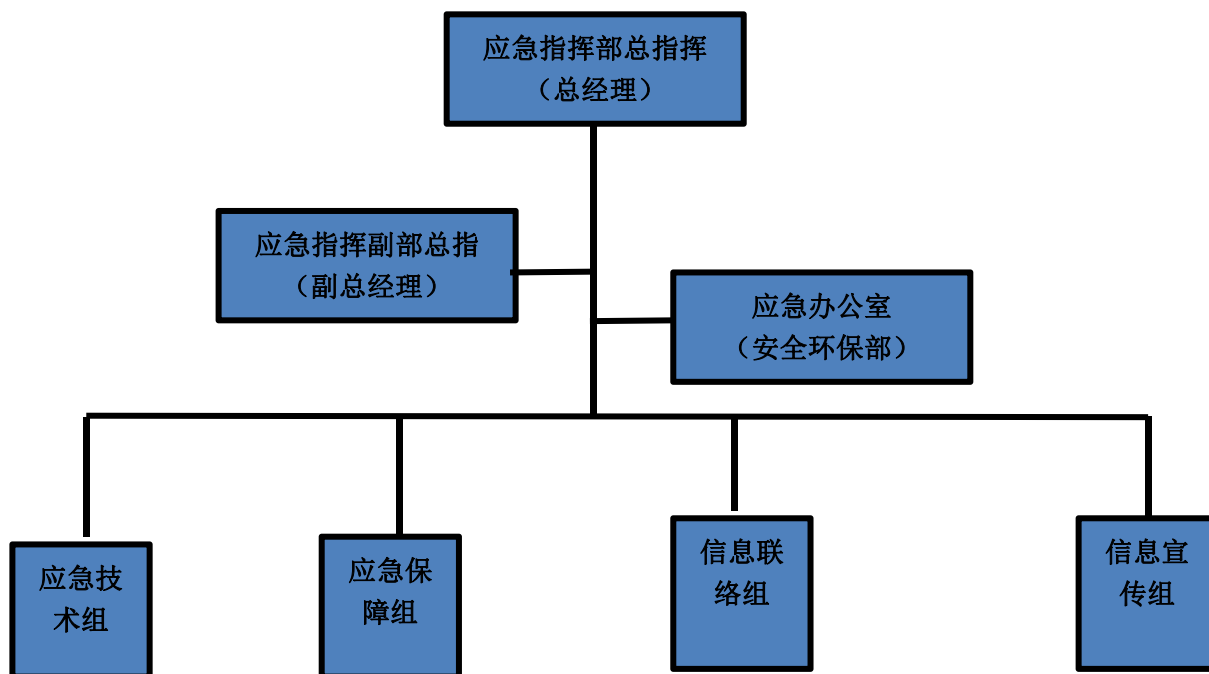 应急指挥部总指挥
（总经理）
应急指挥副部总指
（副总经理）
应急办公室
（安全环保部）
应急技
术组
应急保
障组
信息联
络组
信息宣
传组